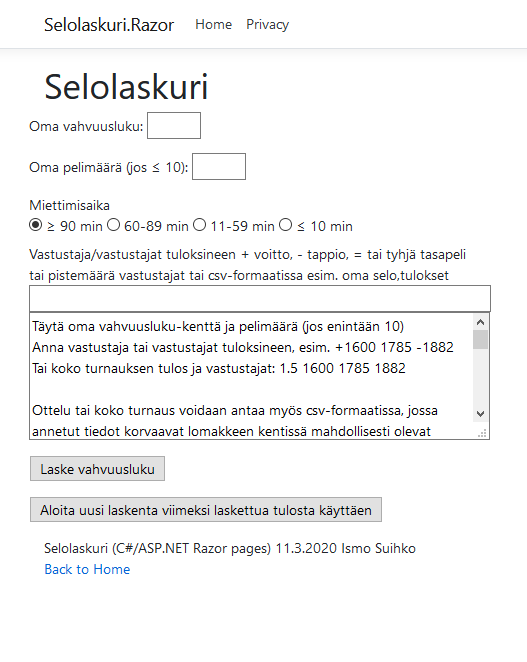 Selolaskuri.Razor Home Privacy
Selolaskuri
Oma vahvuusluku:
Oma pelimäärä (jos ≤ 10):
Miettimisaika
≥ 90 min 60-89 min 11-59 min ≤ 10 min
Vastustaja/vastustajat tuloksineen + voitto, - tappio, = tai tyhjä tasapeli
tai pistemäärä vastustajat tai csv-formaatissa esim. oma selo,tulokset
Täytä oma vahvuusluku-kenttä ja pelimäärä (jos enintään 10)
Anna vastustaja tai vastustajat tuloksineen, esim. +1600 1785 -1882
Tai koko turnauksen tulos ja vastustajat: 1.5 1600 1785 1882
Ottelu tai koko turnaus voidaan antaa myös csv-formaatissa, jossa
annetut tiedot korvaavat lomakkeen kentissä mahdollisesti olevat
Laske vahvuusluku
Aloita uusi laskenta viimeksi laskettua tulosta käyttäen
Selolaskuri (C#/ASP.NET Razor pages) 11.3.2020 Ismo Suihko
Back to Home